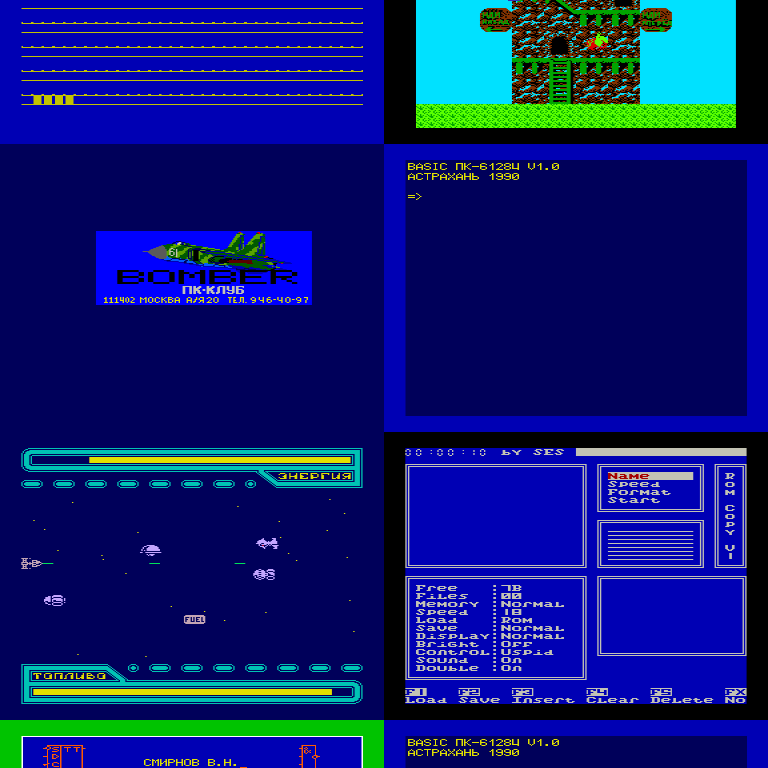 BASIC ПК-6128Ц V1.0
АСТРАХАНЬ 1990
=>
61
BOMBER
ПК-КЛУБ
111402 МОСКВА А/Я20 ТЕЛ. 946-40-97
ЭНЕРГИЯ
FUEL
ТОПЛИВО
00:00:10 by SES
Name
Speed
Format
Start
ROM COPY V1
Free :7B
Files :00
Memory :Normal
Speed :18
Load :Rom
Save :Normal
Display:Normal
Bright :Off
Control:USPid
Sound :On
Double :On
F1 F2 F3 F4 F5 FX
Load Save Insert Clear Delete No
СМИРНОВ В.Н._
BASIC ПК-6128Ц V1.0
АСТРАХАНЬ 1990